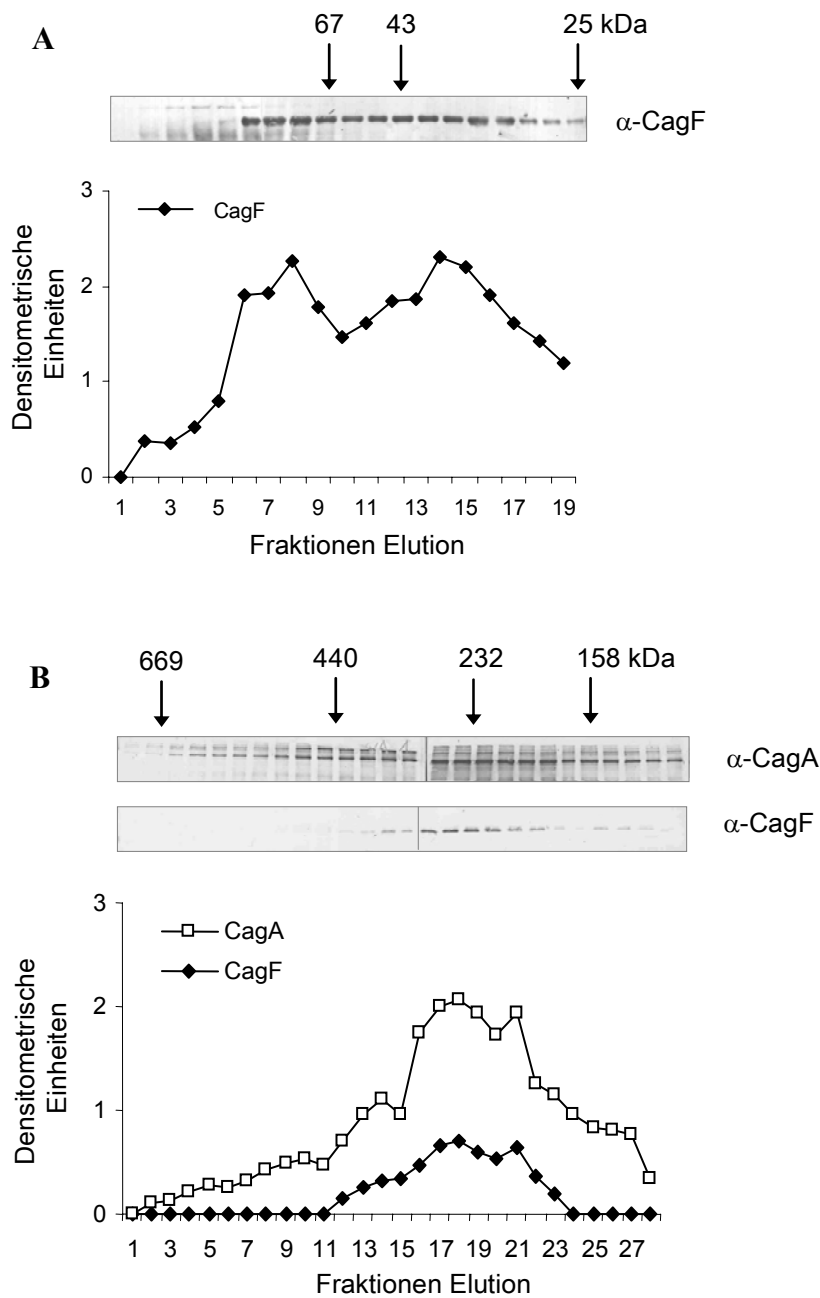 A
67 43 25 kDa
α-CagF
3
2
1
0
CagF
Densitometrische
Einheiten
1 3 5 7 9 11 13 15 17 19
Fraktionen Elution
B
669 440 232 158 kDa
α-CagA
α-CagF
3
2
1
0
CagA
CagF
Densitometrische
Einheiten
1 3 5 7 9 11 13 15 17 19 21 23 25 27
Fraktionen Elution